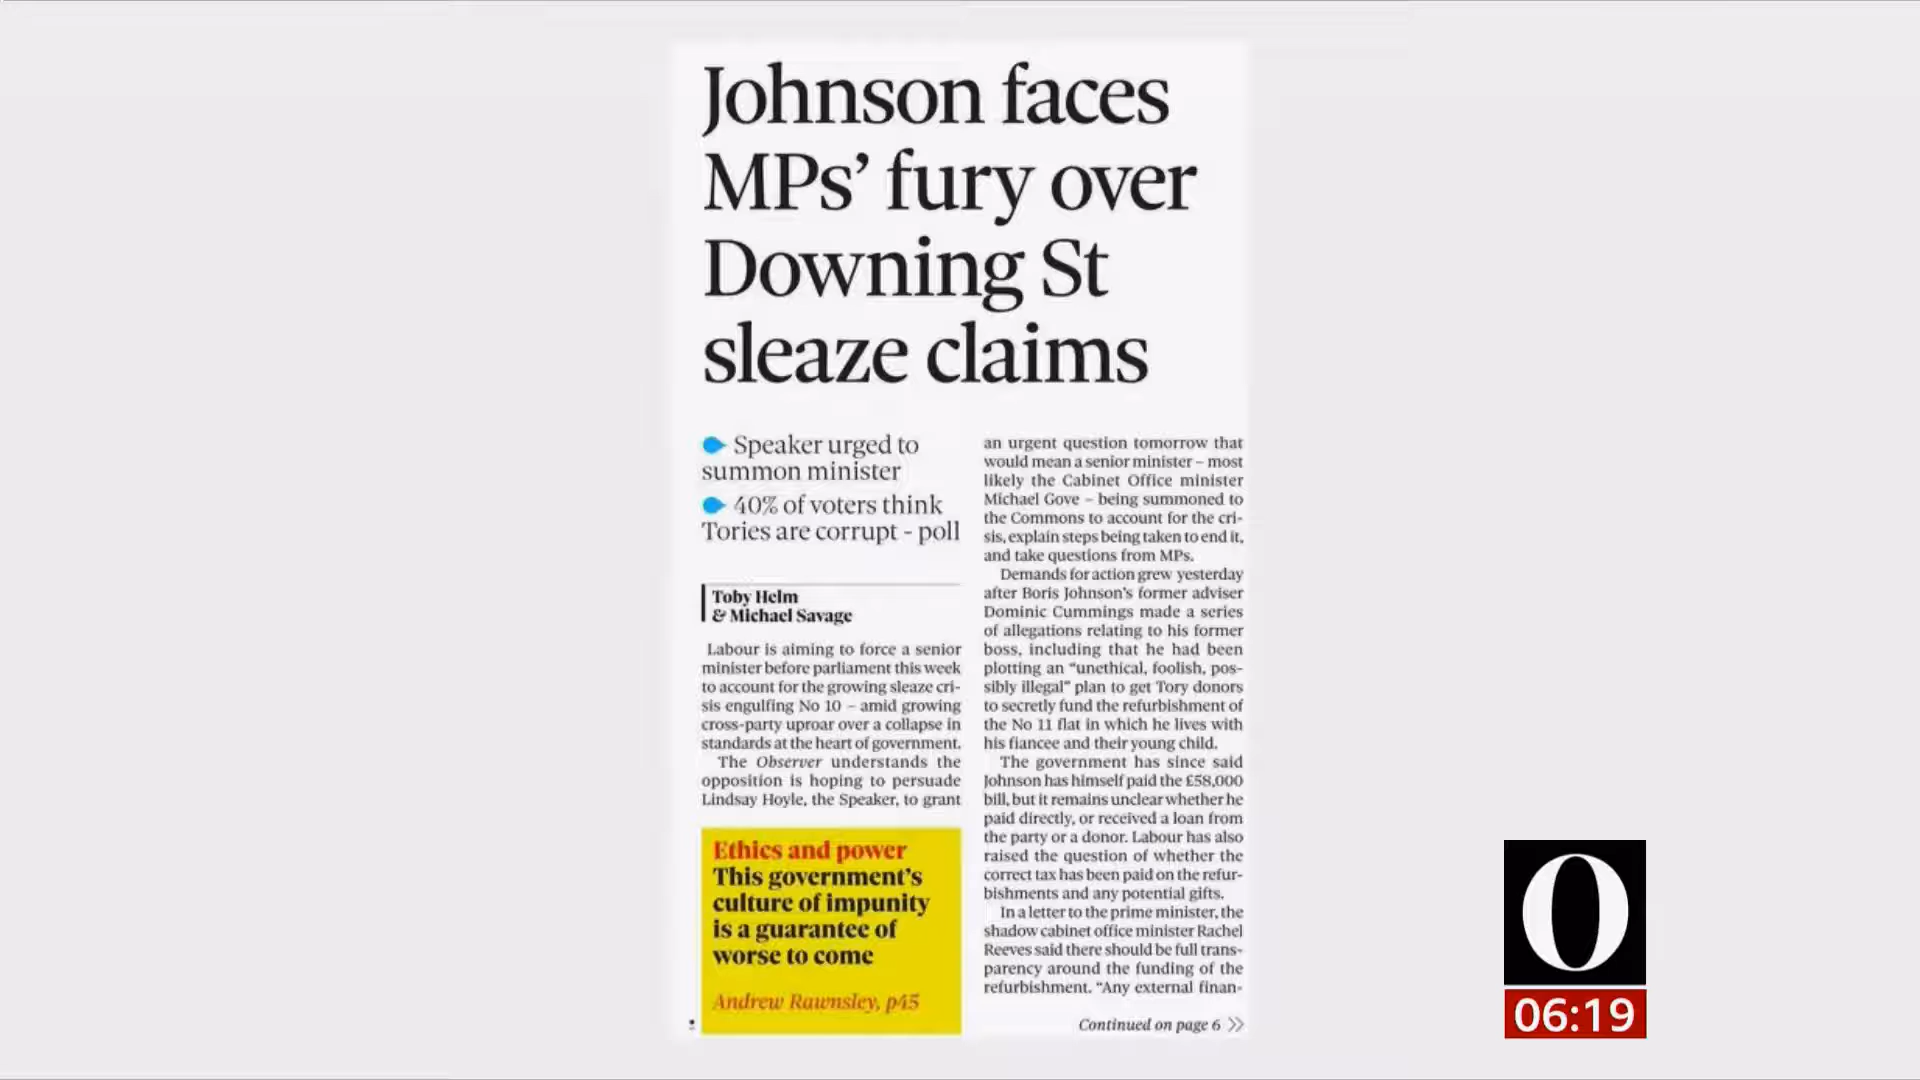 Johnson faces
MPs’ fury over
Downing St
sleaze claims
Speaker urged to
summon minister
40% of voters think
Tories are corrupt - poll
Toby Helm
& Michael Savage
Labour is aiming to force a senior
minister before parliament this week
to account for the growing sleaze cri-
sis engulfing No 10 – amid growing
cross-party uproar over a collapse in
standards at the heart of government.
The Observer understands the
opposition is hoping to persuade
Lindsay Hoyle, the Speaker, to grant
Ethics and power
This government’s
culture of impunity
is a guarantee of
worse to come
Andrew Rawnsley, p45
an urgent question tomorrow that
would mean a senior minister – most
likely the Cabinet Office minister
Michael Gove – being summoned to
the Commons to account for the cri-
sis, explain steps being taken to end it,
and take questions from MPs.
Demands for action grew yesterday
after Boris Johnson’s former adviser
Dominic Cummings made a series
of allegations relating to his former
boss, including that he had been
plotting an “unethical, foolish, pos-
sibly illegal” plan to get Tory donors
to secretly fund the refurbishment of
the No 11 flat in which he lives with
his fiancee and their young child.
The government has since said
Johnson has himself paid the £58,000
bill, but it remains unclear whether he
paid directly, or received a loan from
the party or a donor. Labour has also
raised the question of whether the
correct tax has been paid on the refur-
bishments and any potential gifts.
In a letter to the prime minister, the
shadow cabinet office minister Rachel
Reeves said there should be full trans-
parency around the funding of the
refurbishment. “Any external finan-
Continued on page 6 >>
O
06:19